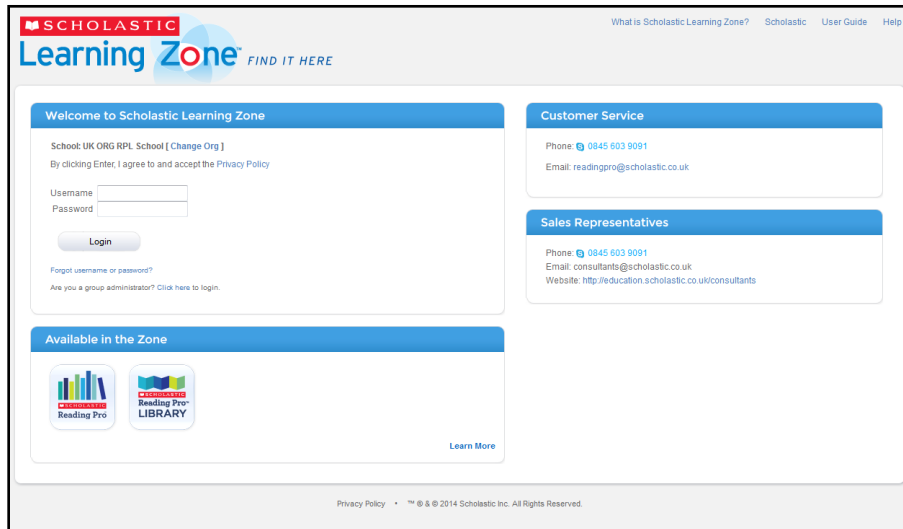 SCHOLASTIC
Learning Zone™ FIND IT HERE
What is Scholastic Learning Zone? Scholastic User Guide Help
Welcome to Scholastic Learning Zone
School: UK ORG RPL School [ Change Org ]
By clicking Enter, I agree to and accept the Privacy Policy
Username
Password
Login
Forgot username or password?
Are you a group administrator? Click here to login.
Customer Service
Phone: 0845 603 9091
Email: readingpro@scholastic.co.uk
Sales Representatives
Phone: 0845 603 9091
Email: consultants@scholastic.co.uk
Website: http://education.scholastic.co.uk/consultants
Available in the Zone
SCHOLASTIC
Reading Pro
SCHOLASTIC
Reading Pro™
LIBRARY
Learn More
Privacy Policy • ™ ® & © 2014 Scholastic Inc. All Rights Reserved.